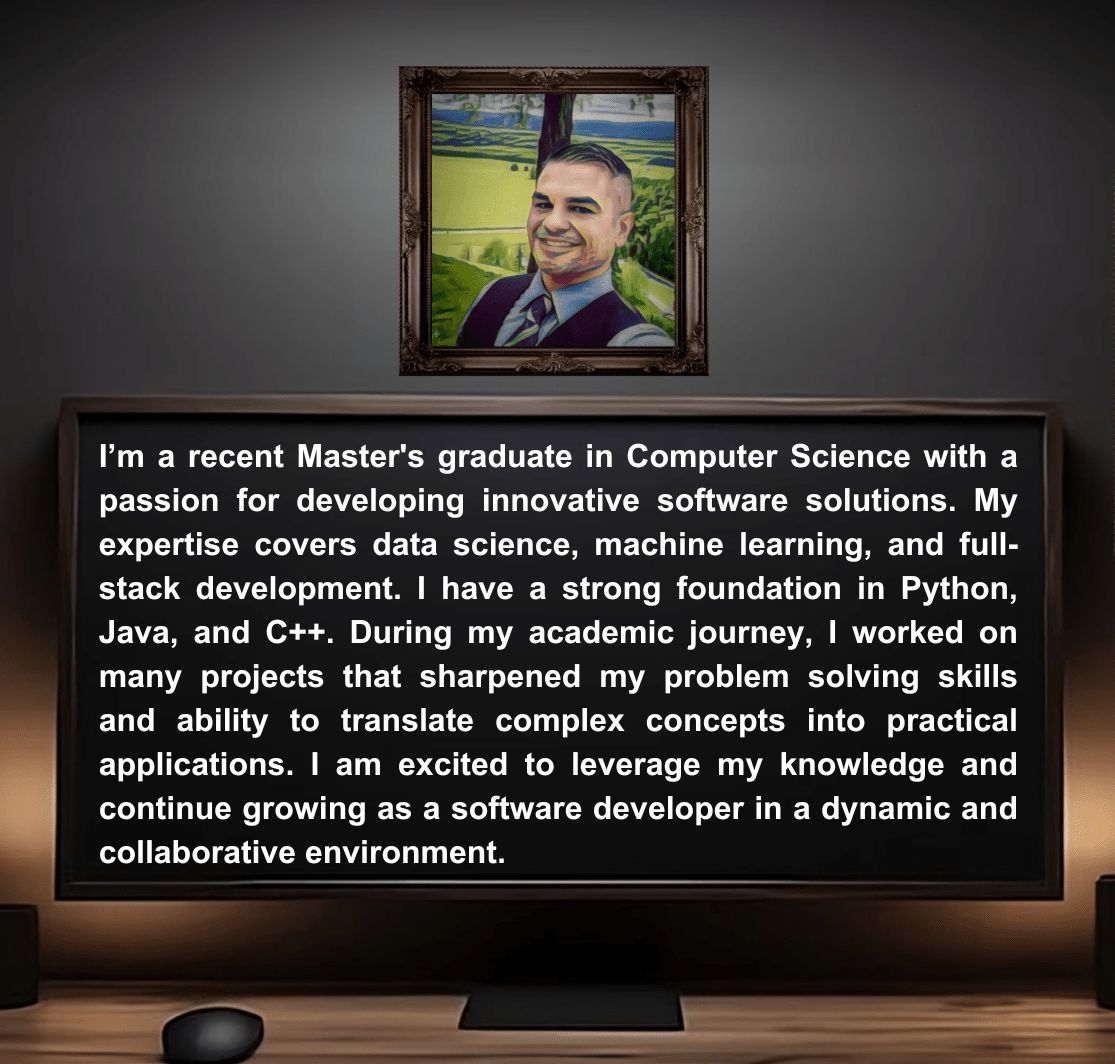 I’m a recent Master's graduate in Computer Science with a
passion for developing innovative software solutions. My
expertise covers data science, machine learning, and full-
stack development. I have a strong foundation in Python,
Java, and C++. During my academic journey, I worked on
many projects that sharpened my problem solving skills
and ability to translate complex concepts into practical
applications. I am excited to leverage my knowledge and
continue growing as a software developer in a dynamic and
collaborative environment.